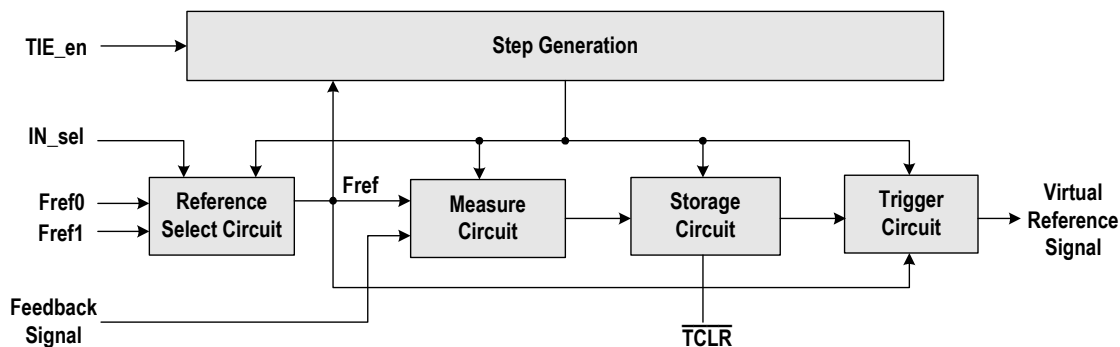 TIE_en
Step Generation
IN_sel
Fref0
Fref1
Reference
Select Circuit
Fref
Measure
Circuit
Storage
Circuit
Trigger
Circuit
Virtual
Reference
Signal
Feedback
Signal
TCLR